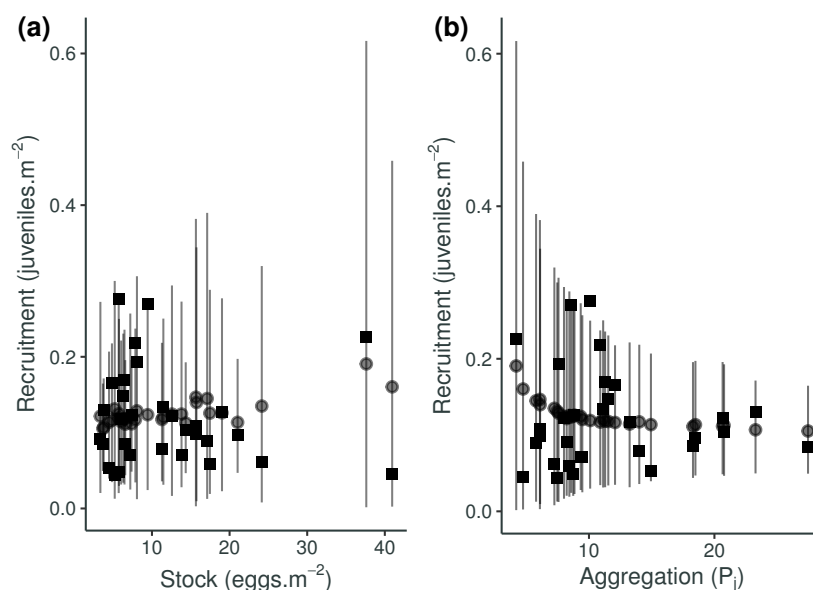 (a)
(b)
0.6
0.4
0.2
0.0
Recruitment (juveniles.m⁻²)
10 20 30 40
Stock (eggs.m⁻²)
0.6
0.4
0.2
0.0
Recruitment (juveniles.m⁻²)
10 20
Aggregation (Pⱼ)